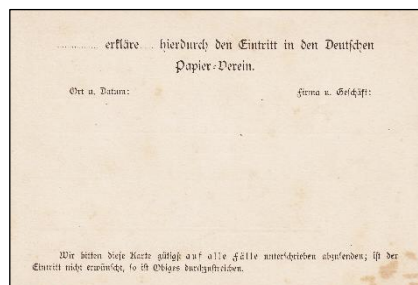 ............ erkläre .... hierdurch den Eintritt in den Deutschen
Papier-Verein.
Ort u. Datum: Firma u. Geschäft:
Wir bitten diese Karte gütigst auf alle Fälle unterschrieben abzusenden; ist der
Eintritt nicht erwünscht, so ist Obiges durchzustreichen.